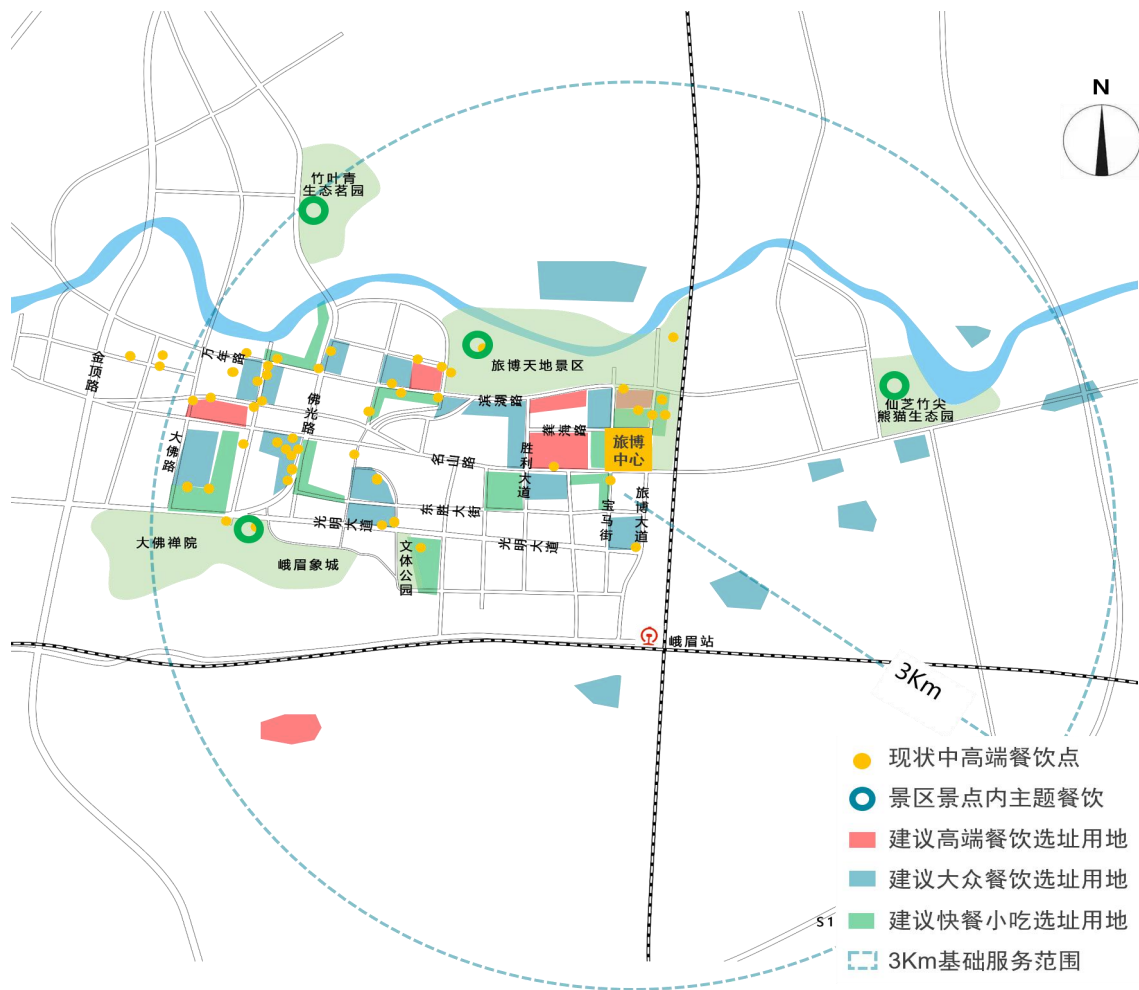 N
竹叶青
生态茗园
万年路
金顶路
旅博天地景区
滨湖路
佛光路
仙芝竹尖
熊猫生态园
大佛路
名山路
胜利大道
旅博
中心
东胜大街
光明大道
光明大道
宝马街
旅博大道
大佛禅院
峨眉象城
文体公园
峨眉站
3Km
现状中高端餐饮点
景区景点内主题餐饮
建议高端餐饮选址用地
建议大众餐饮选址用地
建议快餐小吃选址用地
S1
3Km基础服务范围